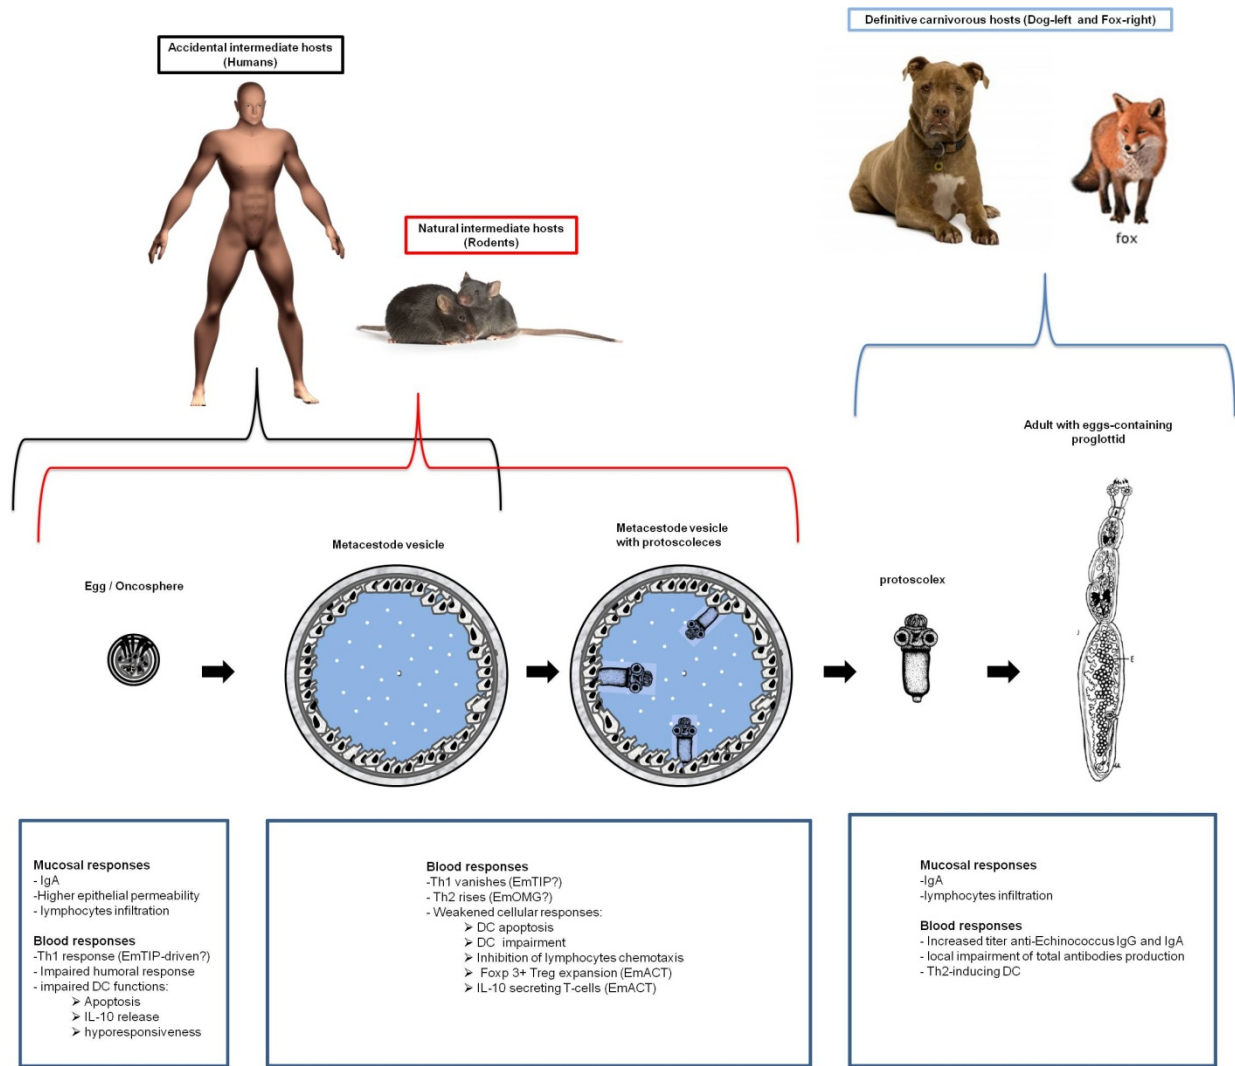 Accidental intermediate hosts
(Humans)
Definitive carnivorous hosts (Dog-left and Fox-right)
Natural intermediate hosts
(Rodents)
fox
Adult with eggs-containing
proglottid
Metacestode vesicle
Metacestode vesicle
with protoscoleces
Egg / Oncosphere
protoscolex
J
E
Mucosal responses
- IgA
-Higher epithelial permeability
- lymphocytes infiltration
Blood responses
-Th1 response (EmTIP-driven?)
- Impaired humoral response
- impaired DC functions:
➢ Apoptosis
➢ IL-10 release
➢ hyporesponsiveness
Blood responses
-Th1 vanishes (EmTIP?)
- Th2 rises (EmOMG?)
- Weakened cellular responses:
➢ DC apoptosis
➢ DC impairment
➢ Inhibition of lymphocytes chemotaxis
➢ Foxp 3+ Treg expansion (EmACT)
➢ IL-10 secreting T-cells (EmACT)
Mucosal responses
-IgA
-lymphocytes infiltration
Blood responses
- Increased titer anti-Echinococcus IgG and IgA
- local impairment of total antibodies production
- Th2-inducing DC